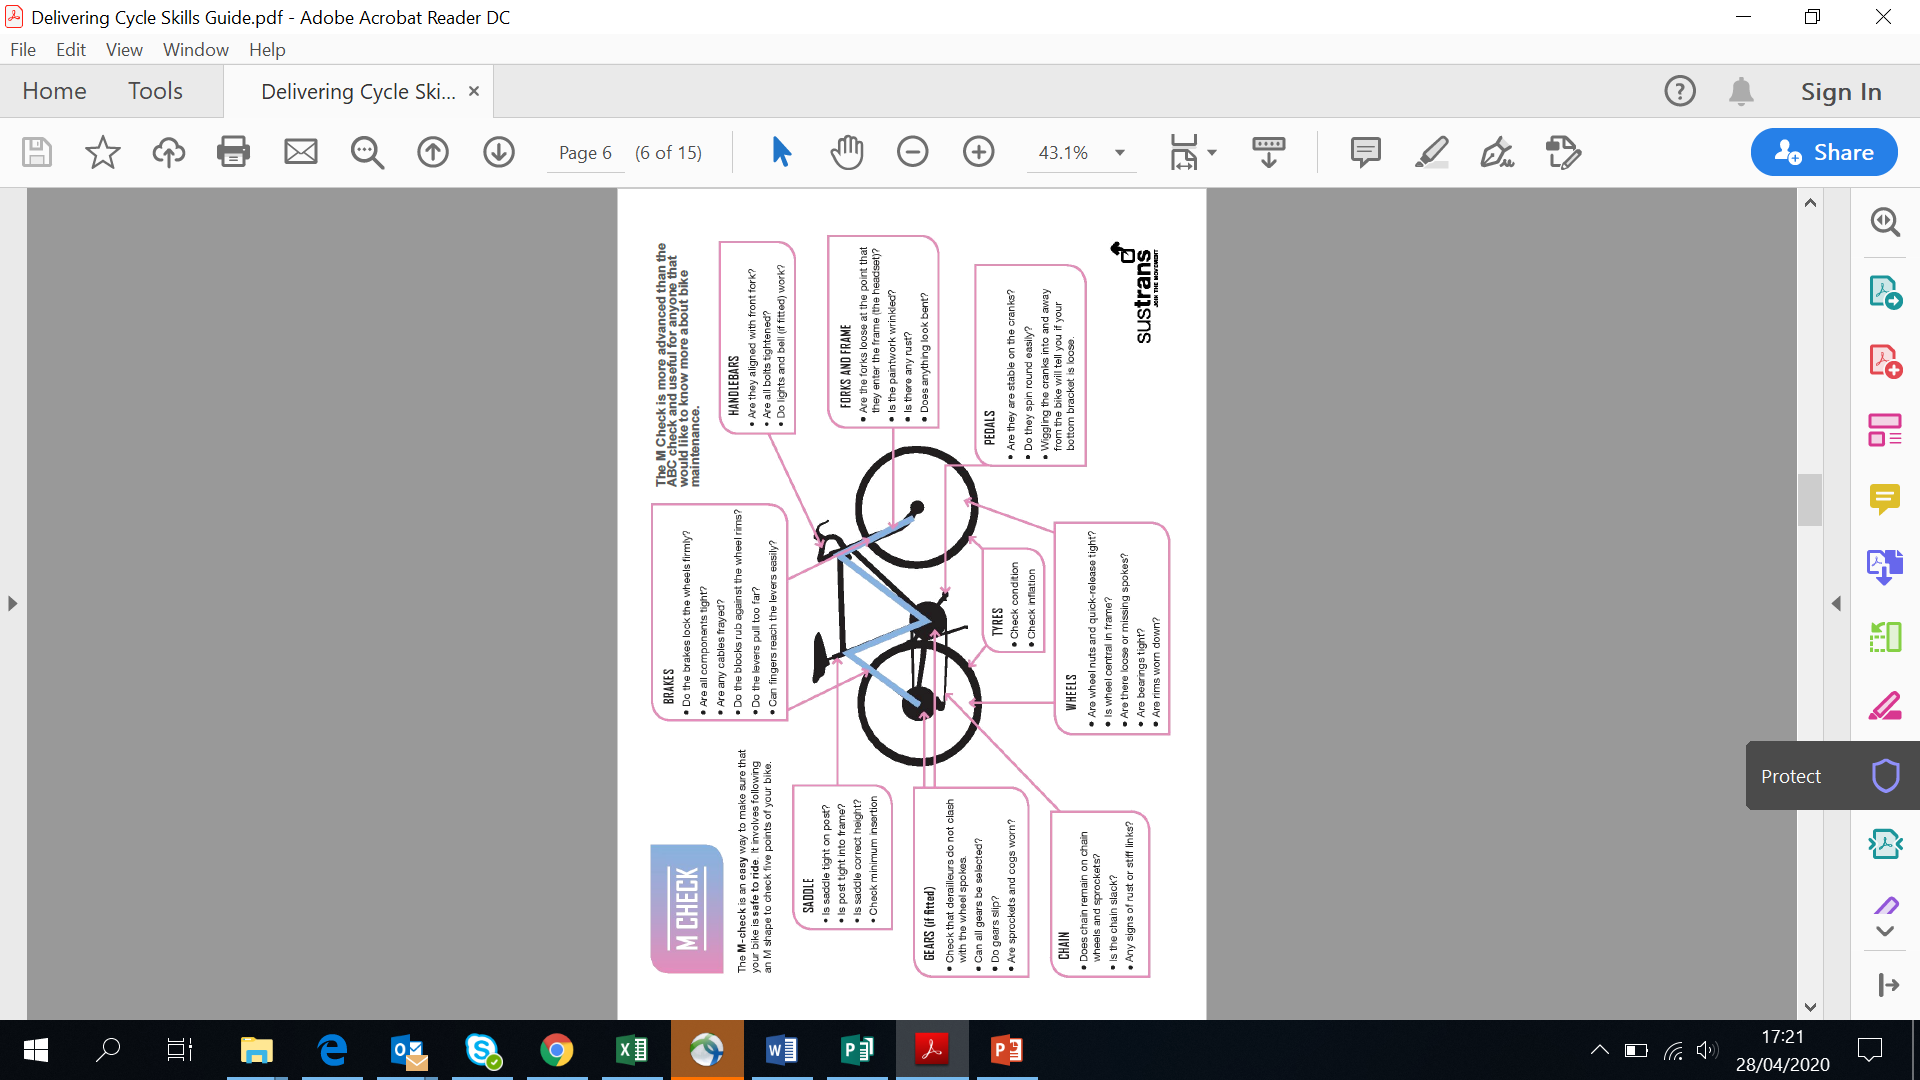 Delivering Cycle Skills Guide.pdf - Adobe Acrobat Reader DC
File Edit View Window Help
Home Tools Delivering Cycle Ski... × Sign In
Page 6 (6 of 15) 43.1% Share
M CHECK
The M-check is an easy way to make sure that
your bike is safe to ride. It involves following
an M shape to check five points of your bike.
The M Check is more advanced than the
ABC check and useful for anyone that
would like to know more about bike
maintenance.
BRAKES
• Do the brakes lock the wheels firmly?
• Are all components tight?
• Are any cables frayed?
• Do the blocks rub against the wheel rims?
• Do the levers pull too far?
• Can fingers reach the levers easily?
HANDLEBARS
• Are they aligned with front fork?
• Are all bolts tightened?
• Do lights and bell (if fitted) work?
SADDLE
• Is saddle tight on post?
• Is post tight into frame?
• Is saddle correct height?
• Check minimum insertion
FORKS AND FRAME
• Are the forks loose at the point that
they enter the frame (the headset)?
• Is the paintwork wrinkled?
• Is there any rust?
• Does anything look bent?
GEARS (if fitted)
• Check that derailleurs do not clash
with the wheel spokes.
• Can all gears be selected?
• Do gears slip?
• Are sprockets and cogs worn?
PEDALS
• Are they are stable on the cranks?
• Do they spin round easily?
• Wiggling the cranks into and away
from the bike will tell you if your
bottom bracket is loose.
TYRES
• Check condition
• Check inflation
CHAIN
• Does chain remain on chain
wheels and sprockets?
• Is the chain slack?
• Any signs of rust or stiff links?
WHEELS
• Are wheel nuts and quick-release tight?
• Is wheel central in frame?
• Are there loose or missing spokes?
• Are bearings tight?
• Are rims worn down?
sustrans
JOIN THE MOVEMENT
Protect
17:21
28/04/2020